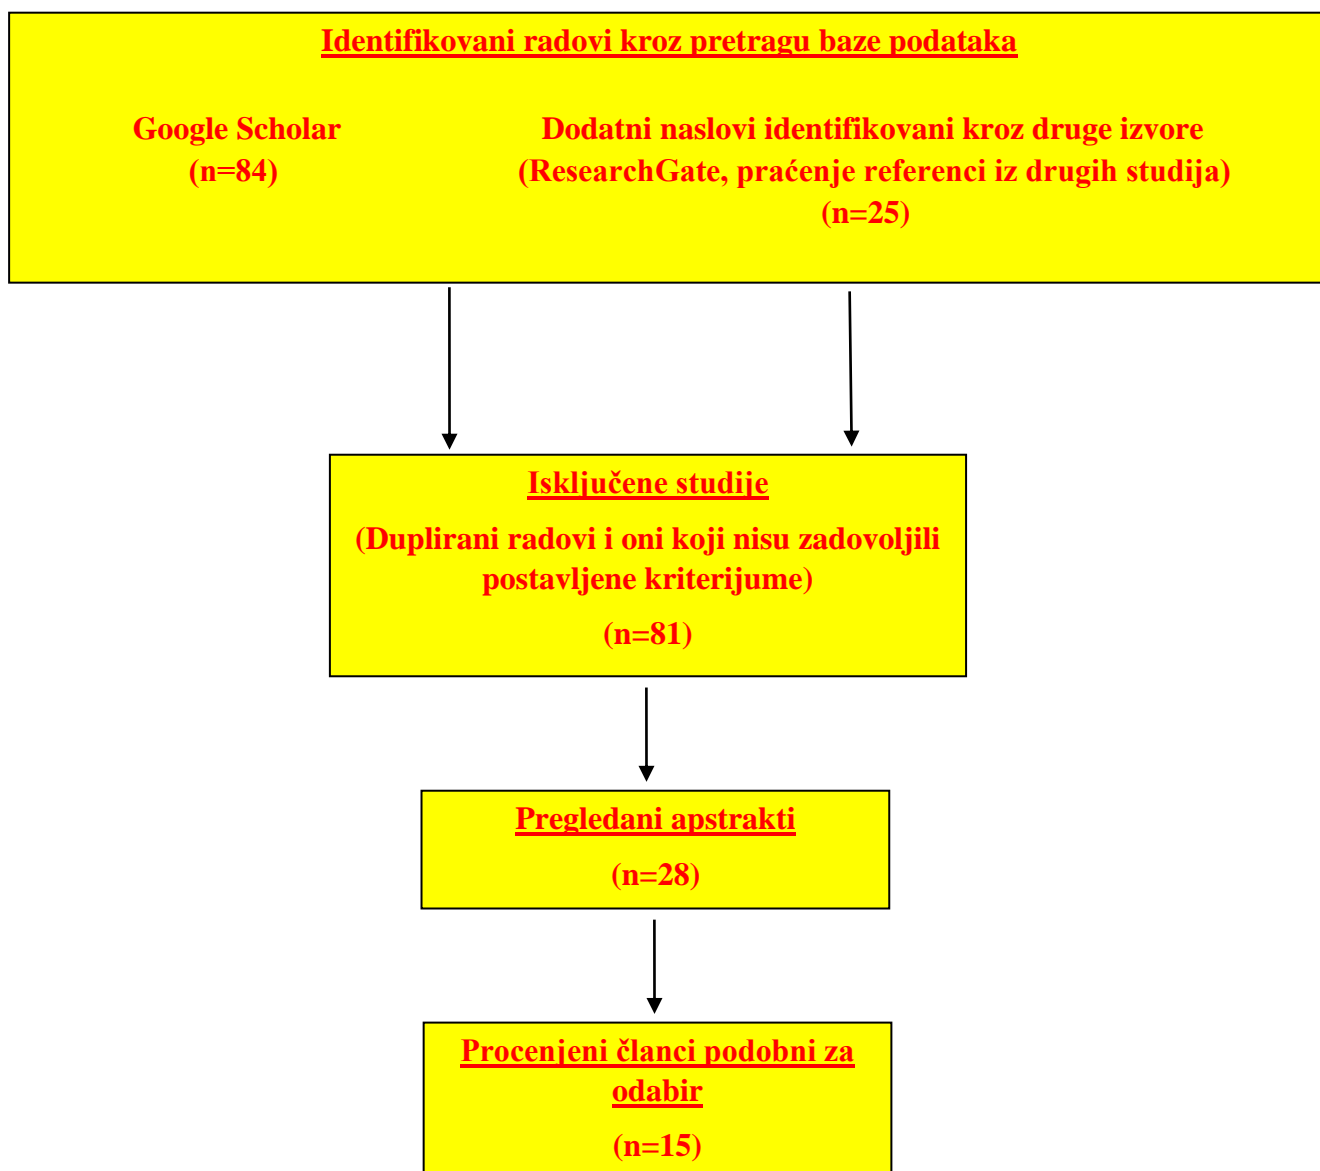 Identifikovani radovi kroz pretragu baze podataka
Google Scholar
(n=84)
Dodatni naslovi identifikovani kroz druge izvore
(ResearchGate, praćenje referenci iz drugih studija)
(n=25)
Isključene studije
(Duplirani radovi i oni koji nisu zadovoljili
postavljene kriterijume)
(n=81)
Pregledani apstrakti
(n=28)
Procenjeni članci podobni za
odabir
(n=15)